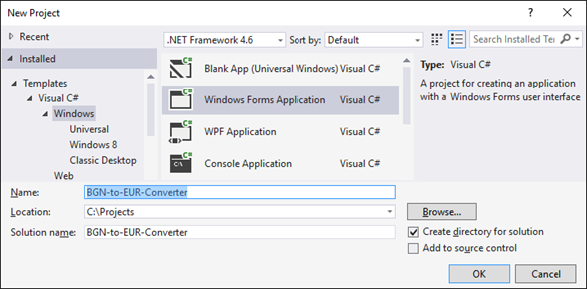 New Project
? ×
Recent
.NET Framework 4.6
Sort by: Default
Search Installed Te
Installed
Templates
Visual C#
Windows
Universal
Windows 8
Classic Desktop
Web
Blank App (Universal Windows) Visual C#
Windows Forms Application Visual C#
WPF Application Visual C#
Console Application Visual C#
Type: Visual C#
A project for creating an application
with a Windows Forms user interface
Name: BGN-to-EUR-Converter
Location: C:\Projects
Browse...
Solution name: BGN-to-EUR-Converter
Create directory for solution
Add to source control
OK
Cancel